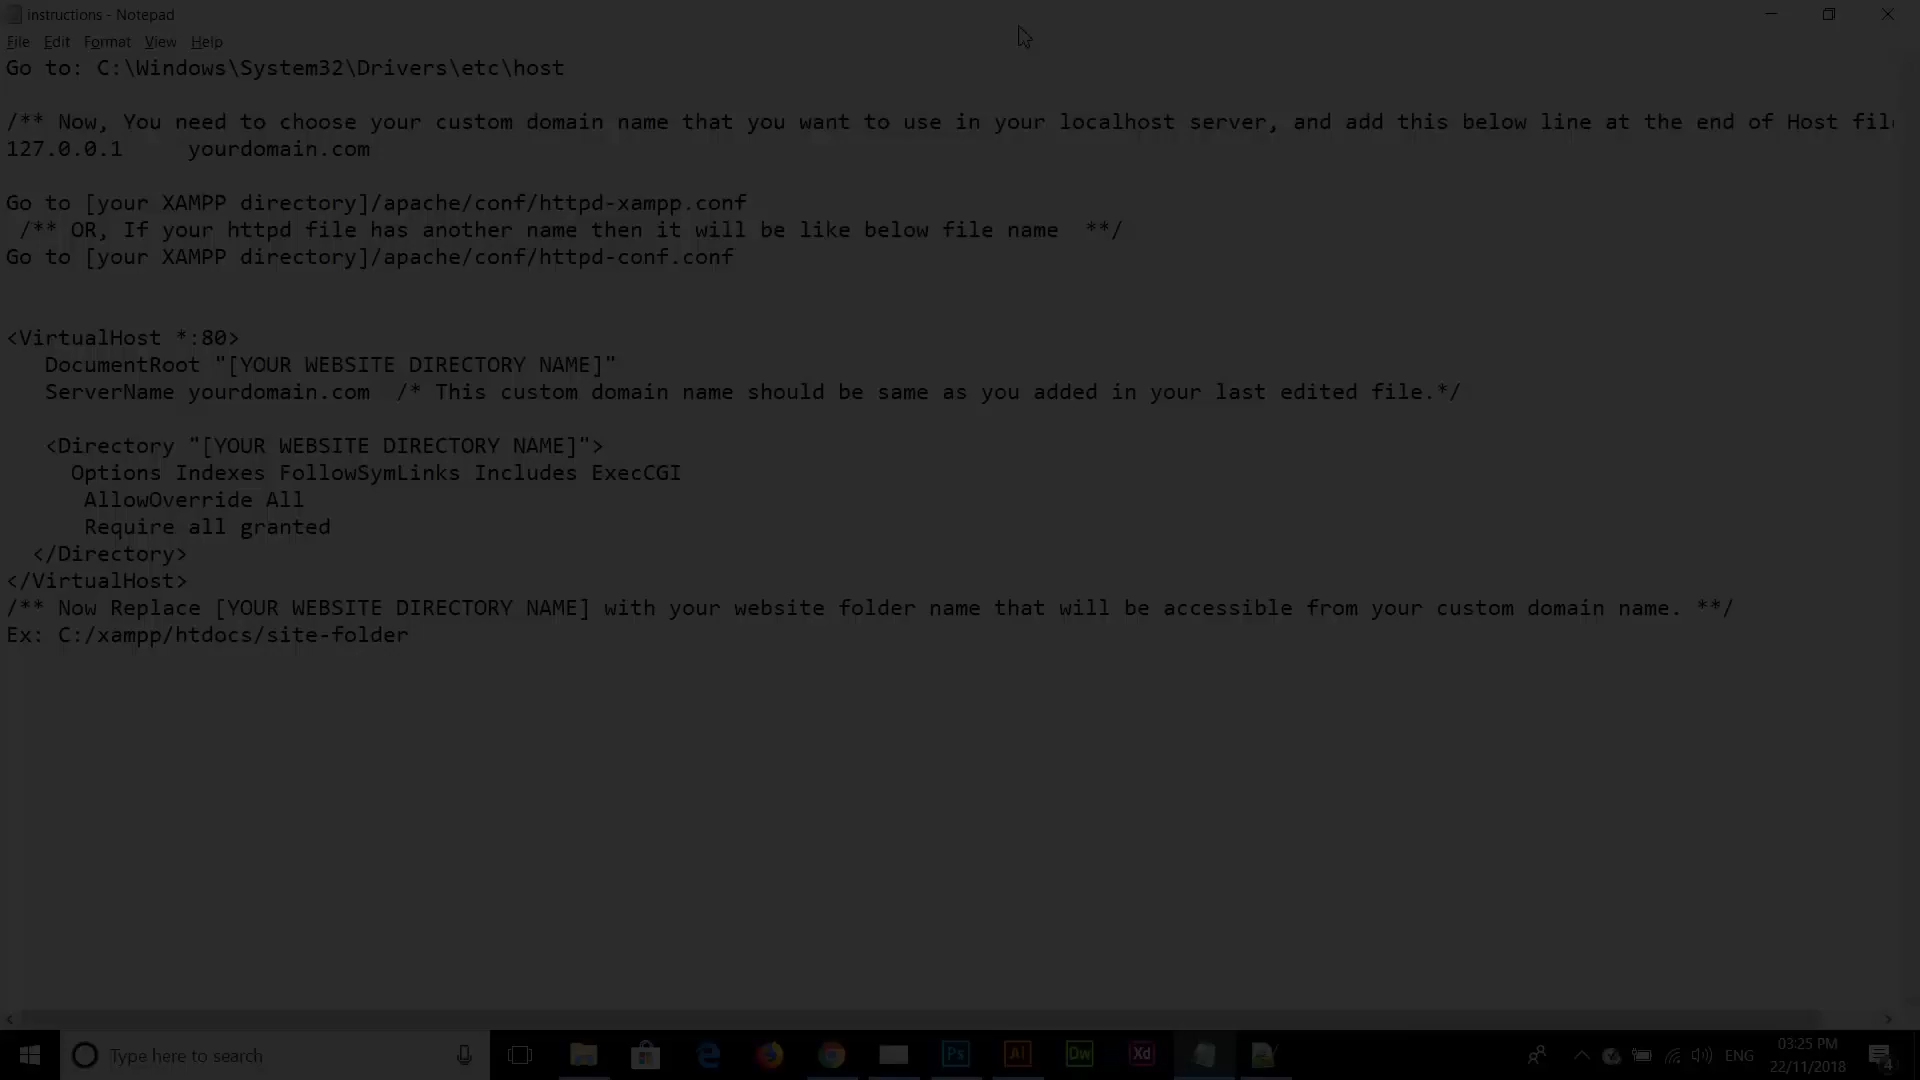 instructions - Notepad
File Edit Format View Help
Go to: C:\Windows\System32\Drivers\etc\host
/** Now, You need to choose your custom domain name that you want to use in your localhost server, and add this below line at the end of Host fil
127.0.0.1     yourdomain.com
Go to [your XAMPP directory]/apache/conf/httpd-xampp.conf
/** OR, If your httpd file has another name then it will be like below file name  **/
Go to [your XAMPP directory]/apache/conf/httpd-conf.conf
<VirtualHost *:80>
DocumentRoot "[YOUR WEBSITE DIRECTORY NAME]"
ServerName yourdomain.com  /* This custom domain name should be same as you added in your last edited file.*/
<Directory "[YOUR WEBSITE DIRECTORY NAME]">
Options Indexes FollowSymLinks Includes ExecCGI
AllowOverride All
Require all granted
</Directory>
</VirtualHost>
/** Now Replace [YOUR WEBSITE DIRECTORY NAME] with your website folder name that will be accessible from your custom domain name. **/
Ex: C:/xampp/htdocs/site-folder
Type here to search
Ps
Ai
Dw
Xd
ENG
03:25 PM
22/11/2018
4